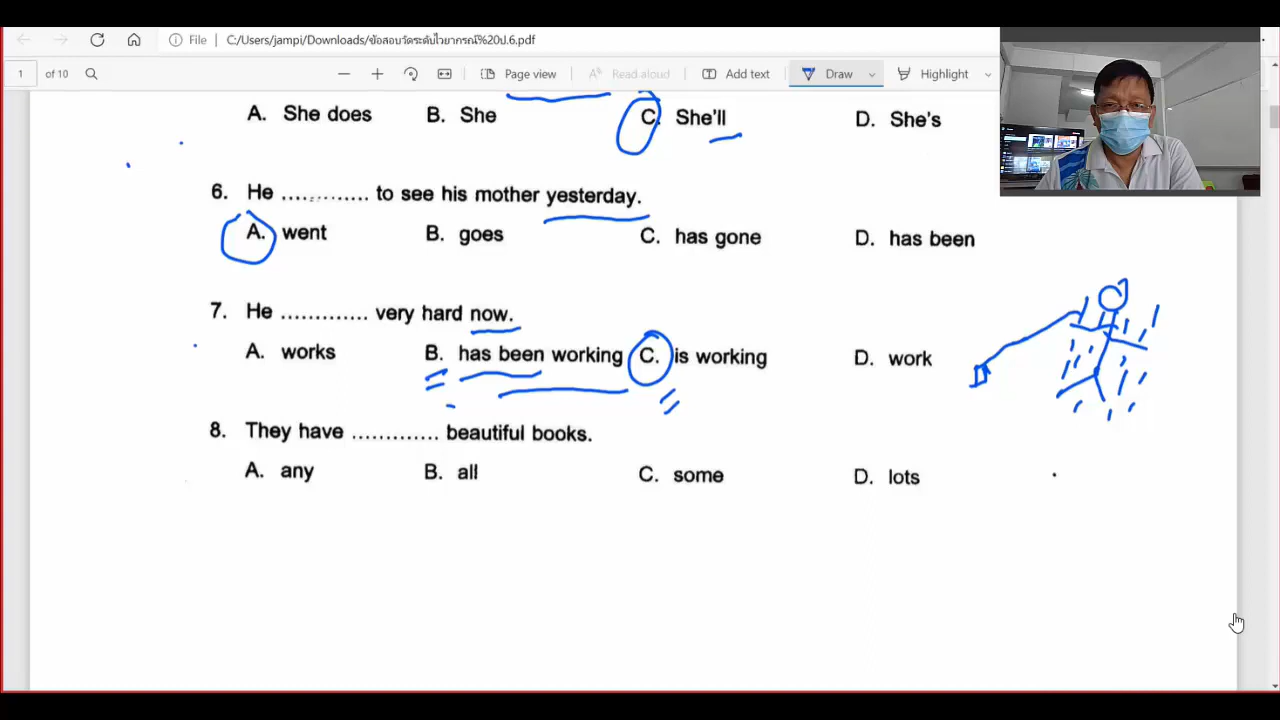 File C:/Users/jampi/Downloads/ข้อสอบวัดระดับไวยากรณ์%20ป.6.pdf
1 of 10 Page view Read aloud Add text Draw Highlight
A. She does B. She C. She'll D. She's
6. He ............. to see his mother yesterday.
A. went B. goes C. has gone D. has been
7. He ............. very hard now.
A. works B. has been working C. is working D. work
8. They have ............. beautiful books.
A. any B. all C. some D. lots